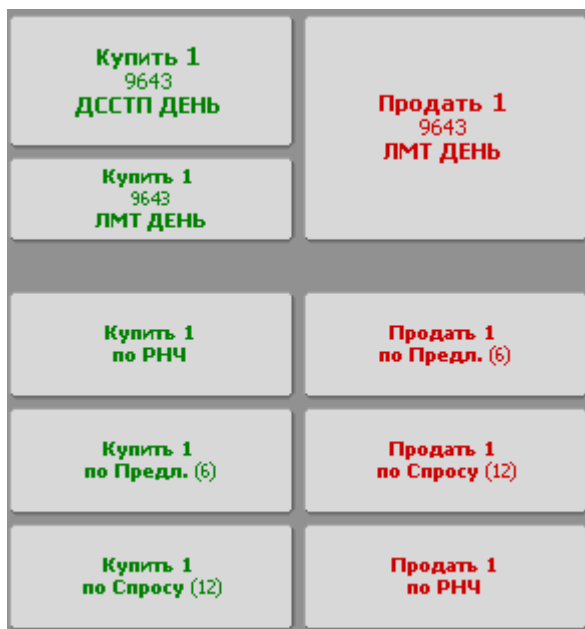 Купить 1
9643
ДССТП ДЕНЬ
Продать 1
9643
ЛМТ ДЕНЬ
Купить 1
9643
ЛМТ ДЕНЬ
Купить 1
по РНЧ
Продать 1
по Предл. (6)
Купить 1
по Предл. (6)
Продать 1
по Спросу (12)
Купить 1
по Спросу (12)
Продать 1
по РНЧ